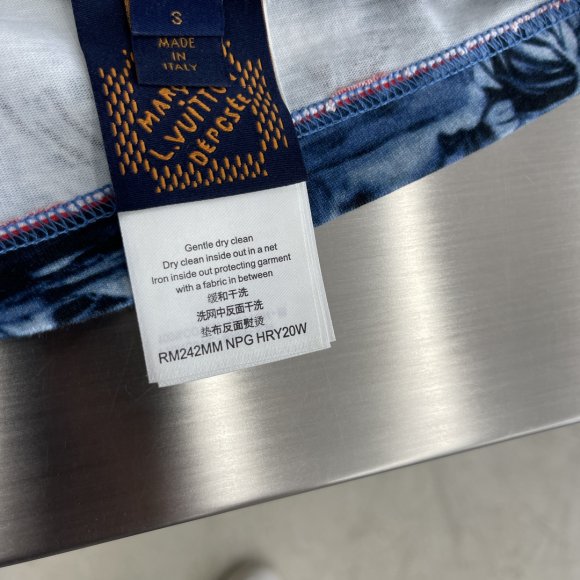 S
MADE
IN
ITALY
MARQUE
L.VUITTON
DEPOSÉE
Gentle dry clean
Dry clean inside out in a net
Iron inside out protecting garment
with a fabric in between
缓和干洗
洗网中反面干洗
垫布反面熨烫
RM242MM NPG HRY20W